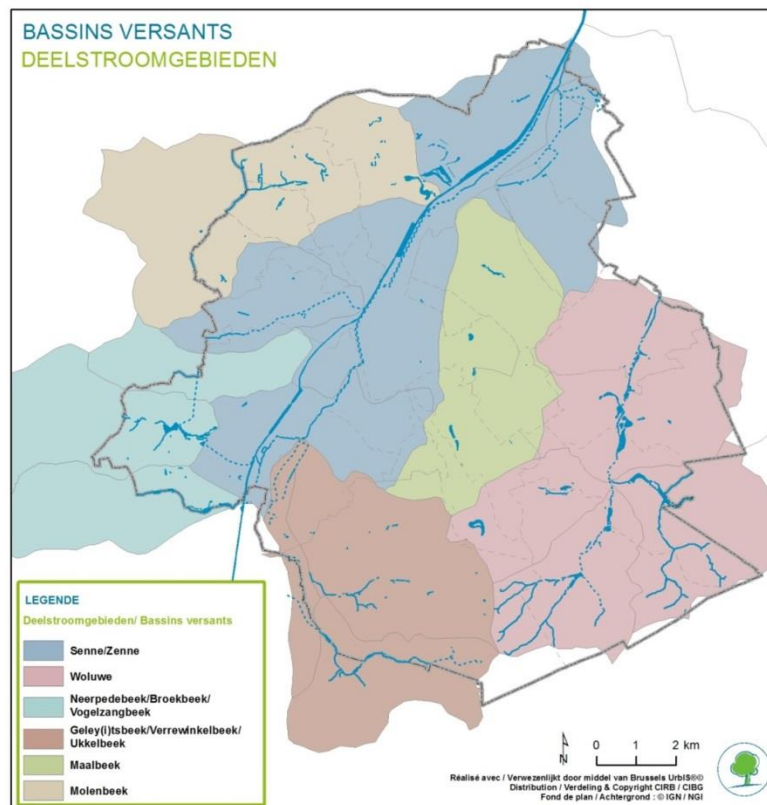 BASSINS VERSANTS
DEELSTROOMGEBIEDEN
LEGENDE
Deelstroomgebieden/ Bassins versants
Senne/Zenne
Woluwe
Neerpedebeek/Broekbeek/
Vogelzangbeek
Geley(i)tsbeek/Verrewinkelbeek/
Ukkelbeek
Maalbeek
Molenbeek
N
0 1 2 km
Réalisé avec / Verwezenlijkt door middel van Brussels UrbIS®©
Distribution / Verdeling & Copyright CIRB / CIBG
Fond de plan / Achtergrond : © IGN / NGI